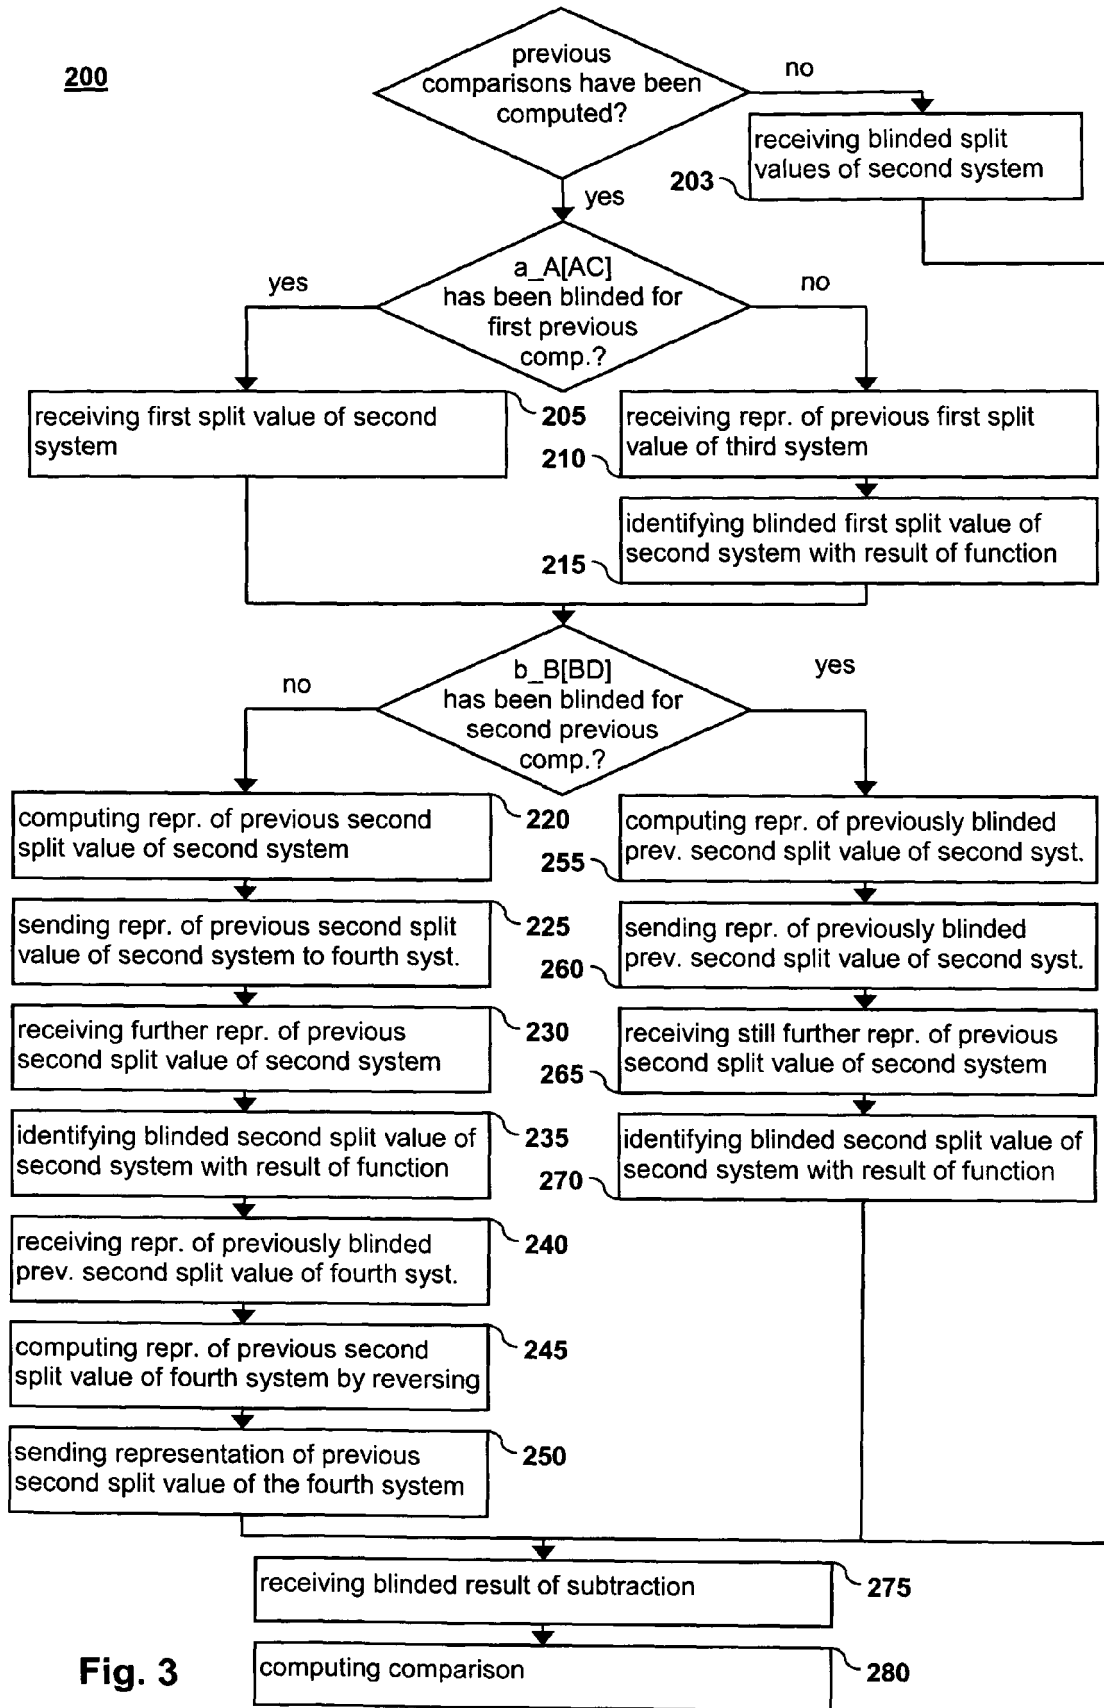 200
previous
comparisons have been
computed?
no
receiving blinded split
values of second system
203
yes
a_A[AC]
has been blinded for
first previous
comp.?
yes
no
receiving first split value of second
system
205
receiving repr. of previous first split
value of third system
210
identifying blinded first split value of
second system with result of function
215
b_B[BD]
has been blinded for
second previous
comp.?
no
yes
computing repr. of previous second
split value of second system
220
computing repr. of previously blinded
prev. second split value of second syst.
255
sending repr. of previous second split
value of second system to fourth syst.
225
sending repr. of previously blinded
prev. second split value of second syst.
260
receiving further repr. of previous
second split value of second system
230
receiving still further repr. of previous
second split value of second system
265
identifying blinded second split value of
second system with result of function
235
identifying blinded second split value of
second system with result of function
270
receiving repr. of previously blinded
prev. second split value of fourth syst.
240
computing repr. of previous second
split value of fourth system by reversing
245
sending representation of previous
second split value of the fourth system
250
receiving blinded result of subtraction
275
computing comparison
280
Fig. 3